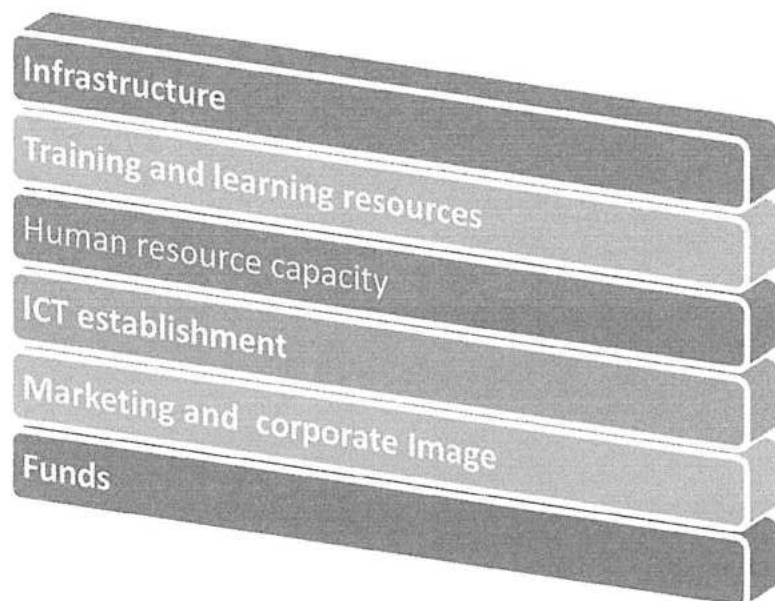 Infrastructure
Training and learning resources
Human resource capacity
ICT establishment
Marketing and corporate Image
Funds